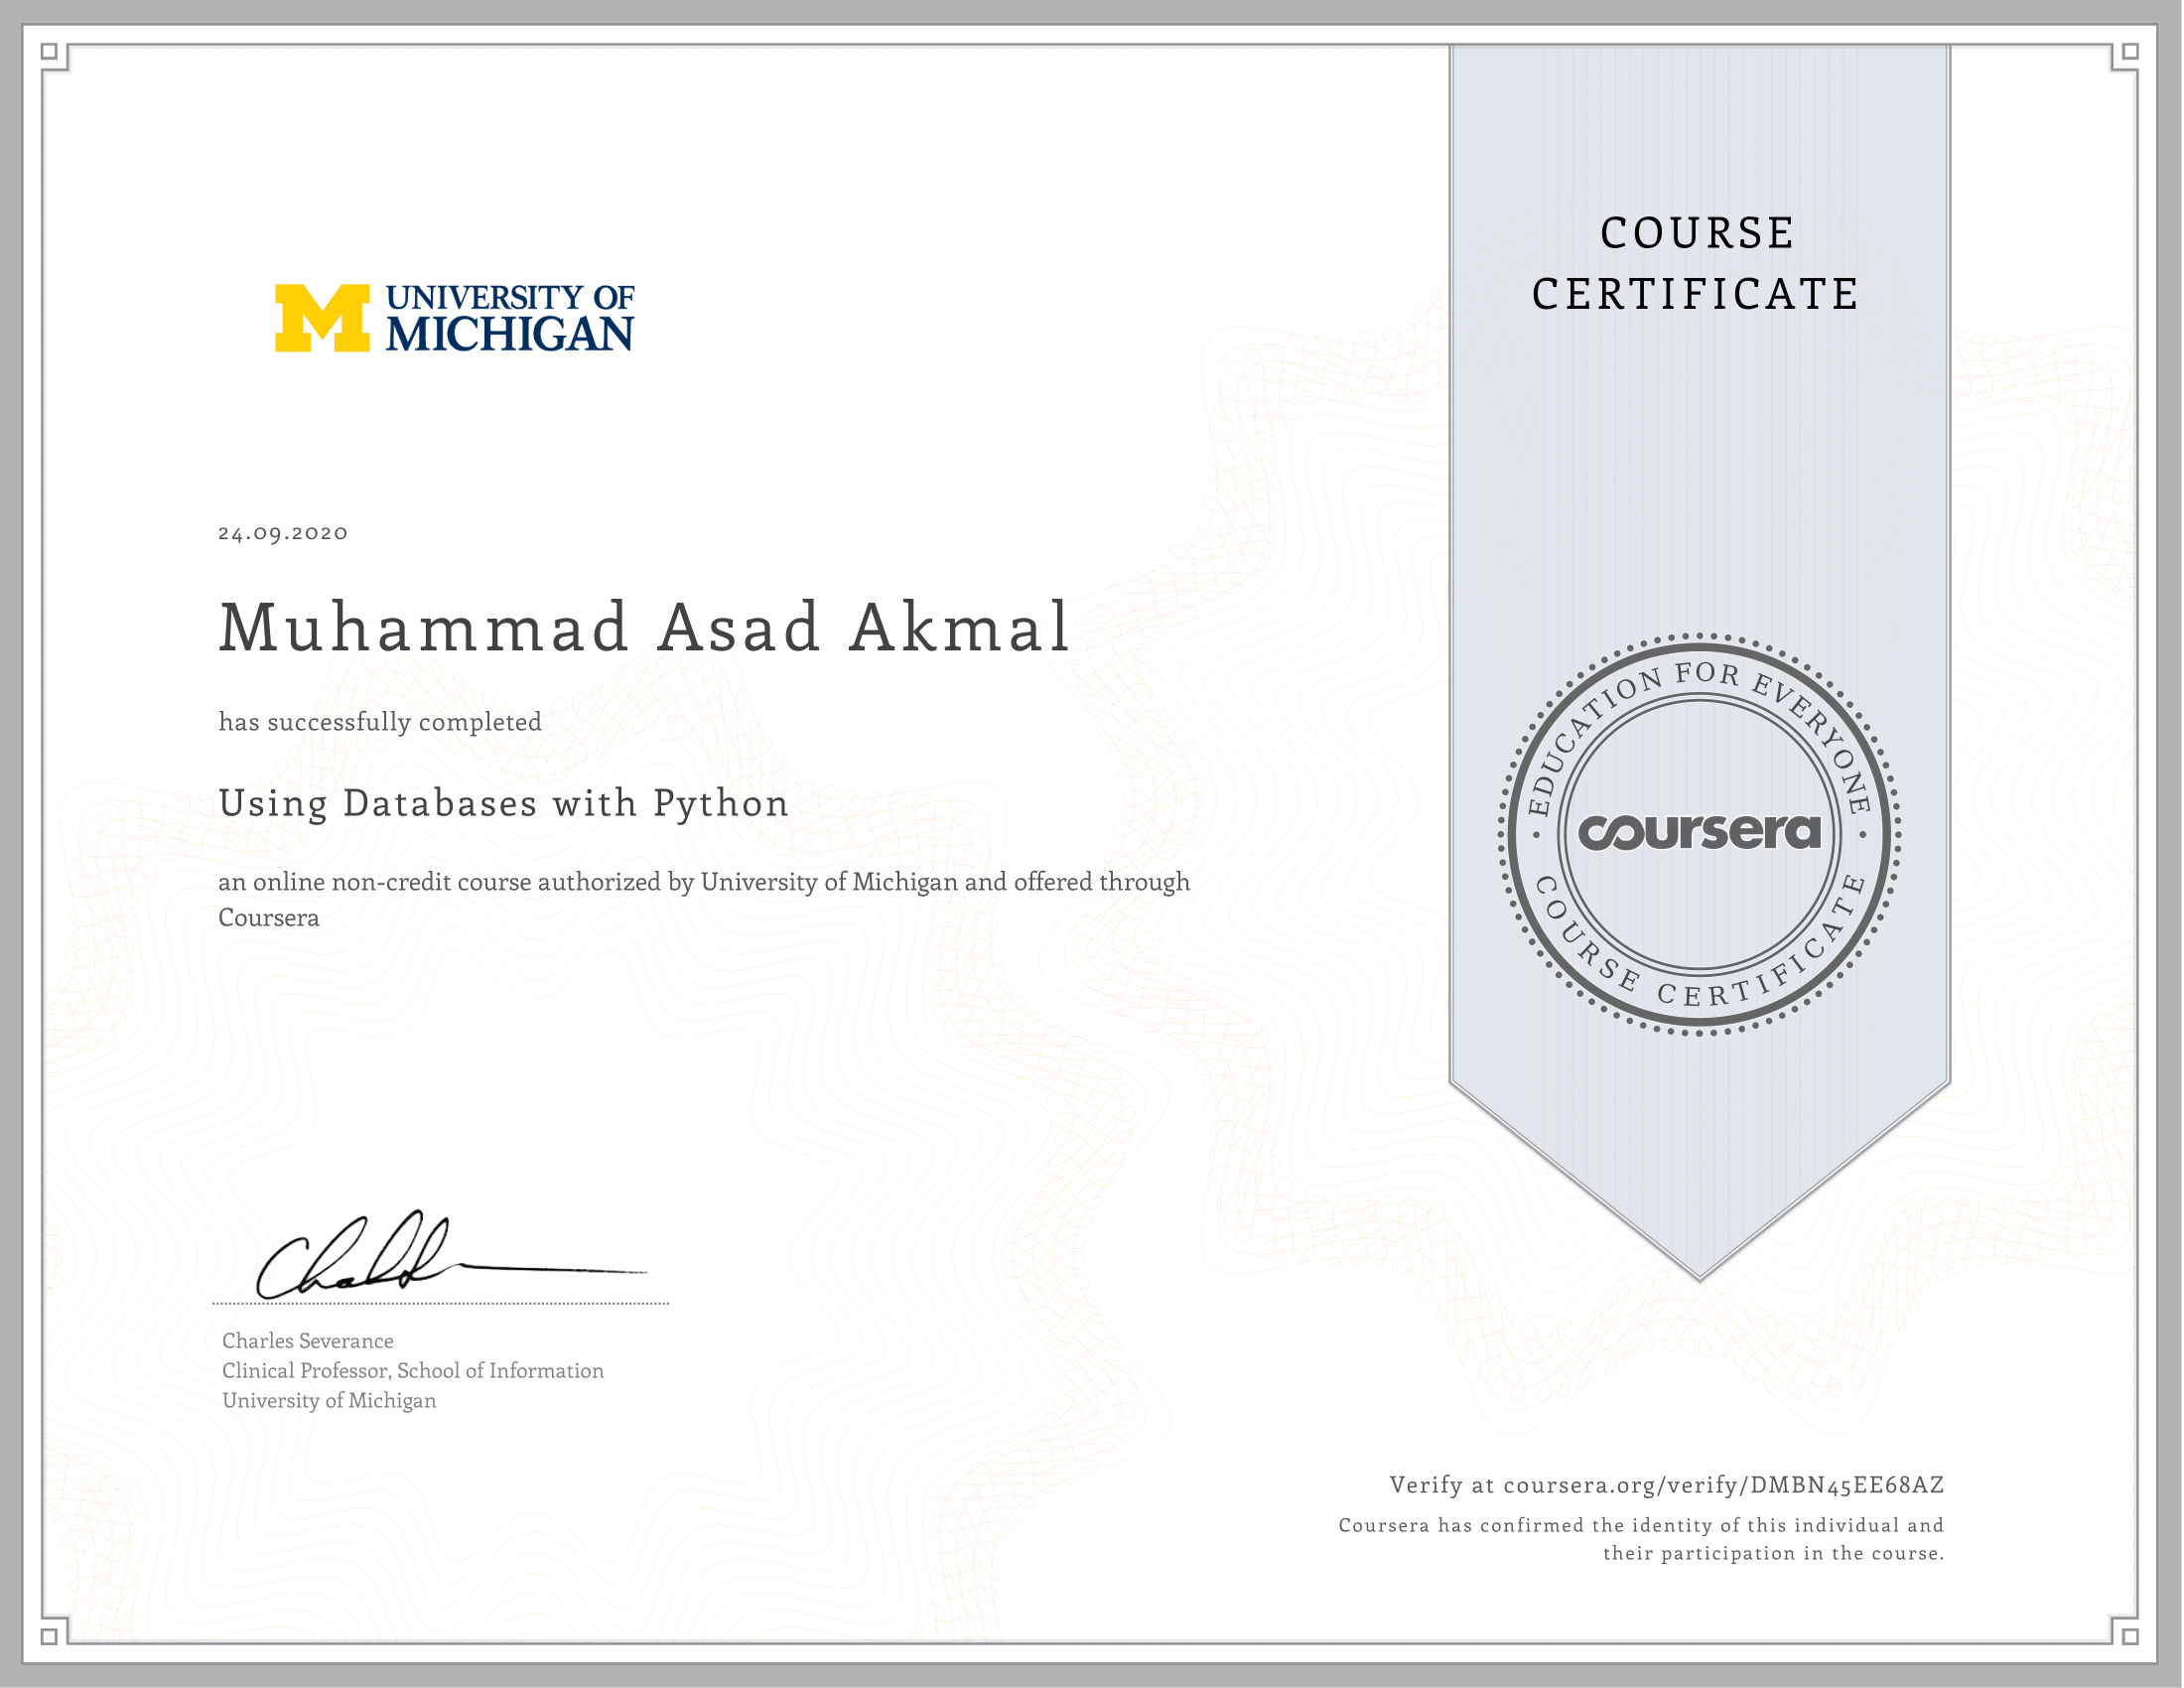 UNIVERSITY OF
MICHIGAN
COURSE
CERTIFICATE
24.09.2020
Muhammad Asad Akmal
has successfully completed
Using Databases with Python
an online non-credit course authorized by University of Michigan and offered through
Coursera
EDUCATION FOR EVERYONE
coursera
COURSE CERTIFICATE
Charles Severance
Clinical Professor, School of Information
University of Michigan
Verify at coursera.org/verify/DMBN45EE68AZ
Coursera has confirmed the identity of this individual and
their participation in the course.